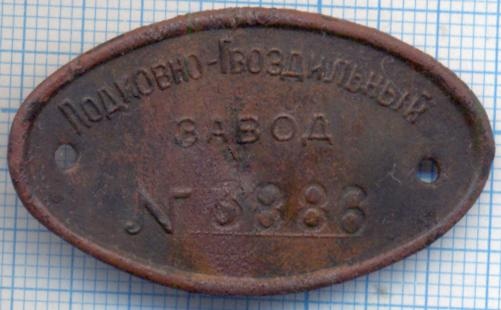 Подковно-Гвоздильный
ЗАВОД
№ 3886